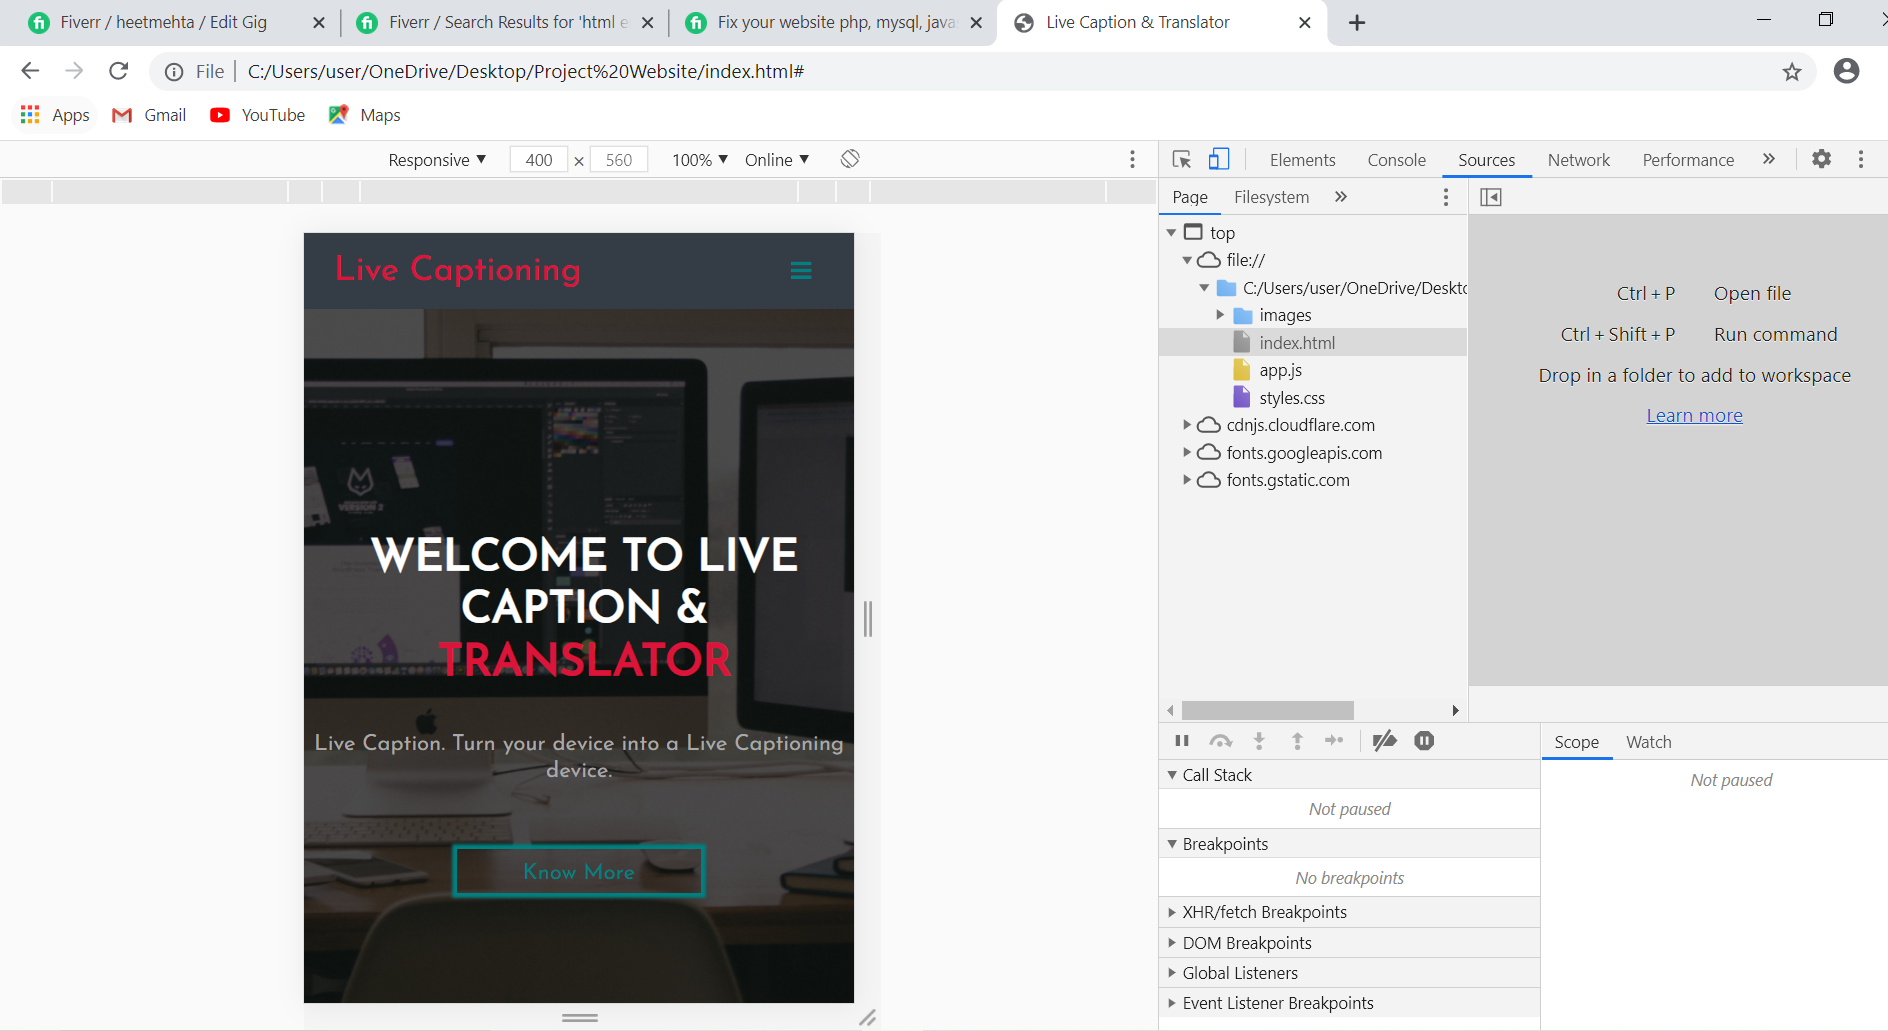 Fiverr / heetmehta / Edit Gig
Fiverr / Search Results for 'html e
Fix your website php, mysql, javas
Live Caption & Translator
File
C:/Users/user/OneDrive/Desktop/Project%20Website/index.html#
Apps
Gmail
YouTube
Maps
Responsive
400 × 560
100%
Online
Elements
Console
Sources
Network
Performance
Page
Filesystem
top
file://
C:/Users/user/OneDrive/Deskto
images
index.html
app.js
styles.css
cdnjs.cloudflare.com
fonts.googleapis.com
fonts.gstatic.com
Ctrl + P Open file
Ctrl + Shift + P Run command
Drop in a folder to add to workspace
Learn more
Live Captioning
VERSION 2
WELCOME TO LIVE
CAPTION &
TRANSLATOR
Live Caption. Turn your device into a Live Captioning
device.
Know More
Call Stack
Not paused
Breakpoints
No breakpoints
XHR/fetch Breakpoints
DOM Breakpoints
Global Listeners
Event Listener Breakpoints
Scope
Watch
Not paused